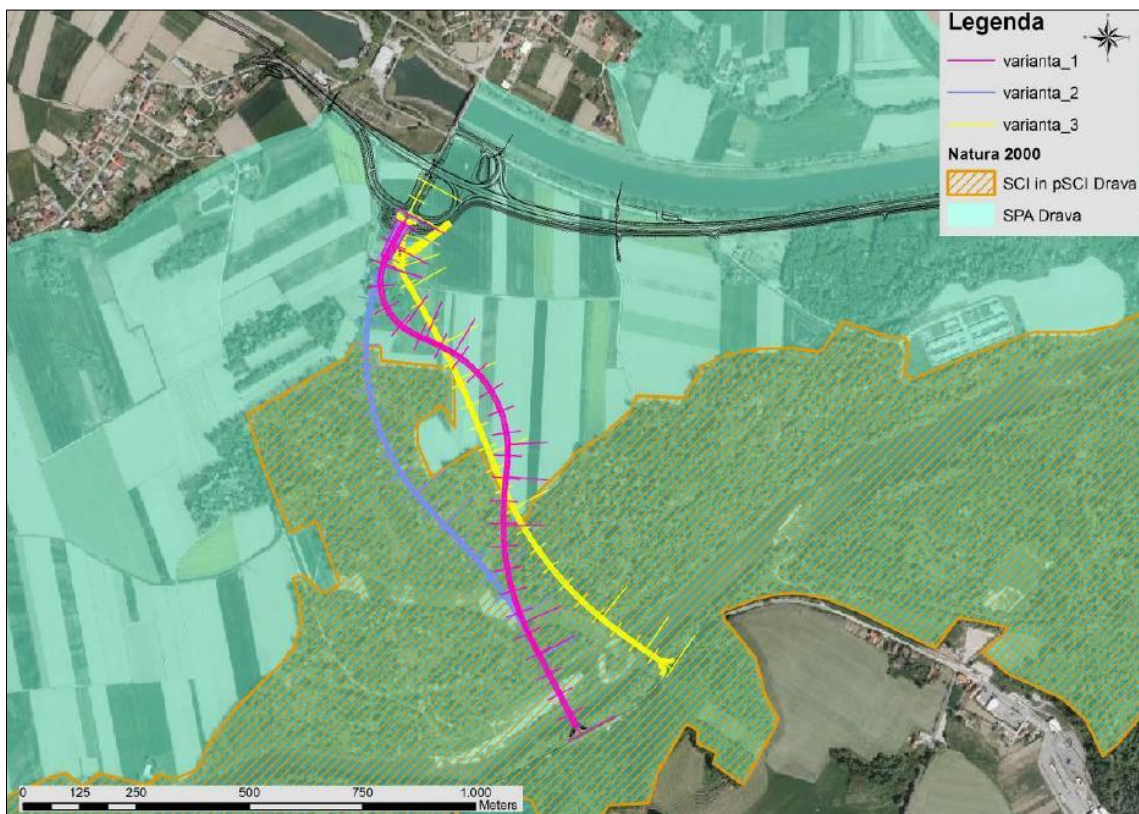 Legenda
varianta_1
varianta_2
varianta_3
Natura 2000
SCI in pSCI Drava
SPA Drava
0 125 250 500 750 1.000
Meters